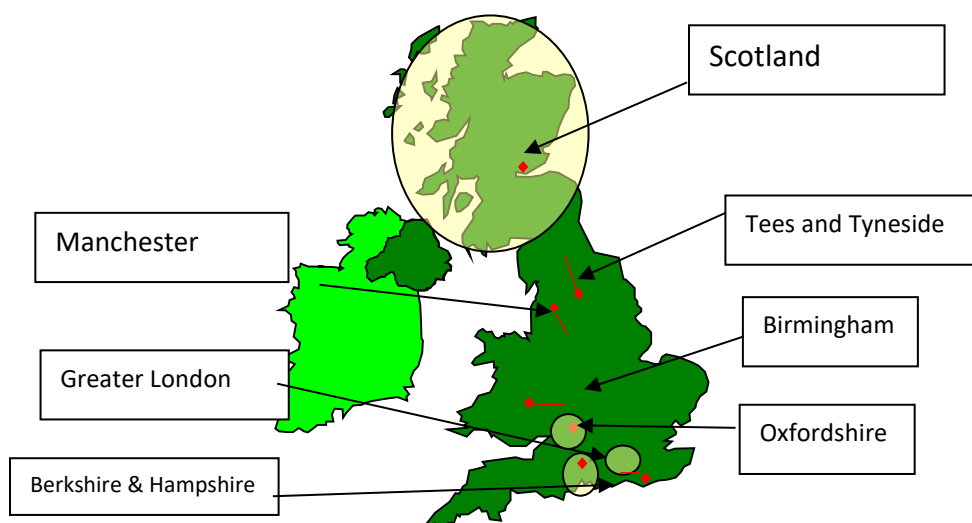 Scotland
Manchester
Tees and Tyneside
Birmingham
Greater London
Oxfordshire
Berkshire & Hampshire